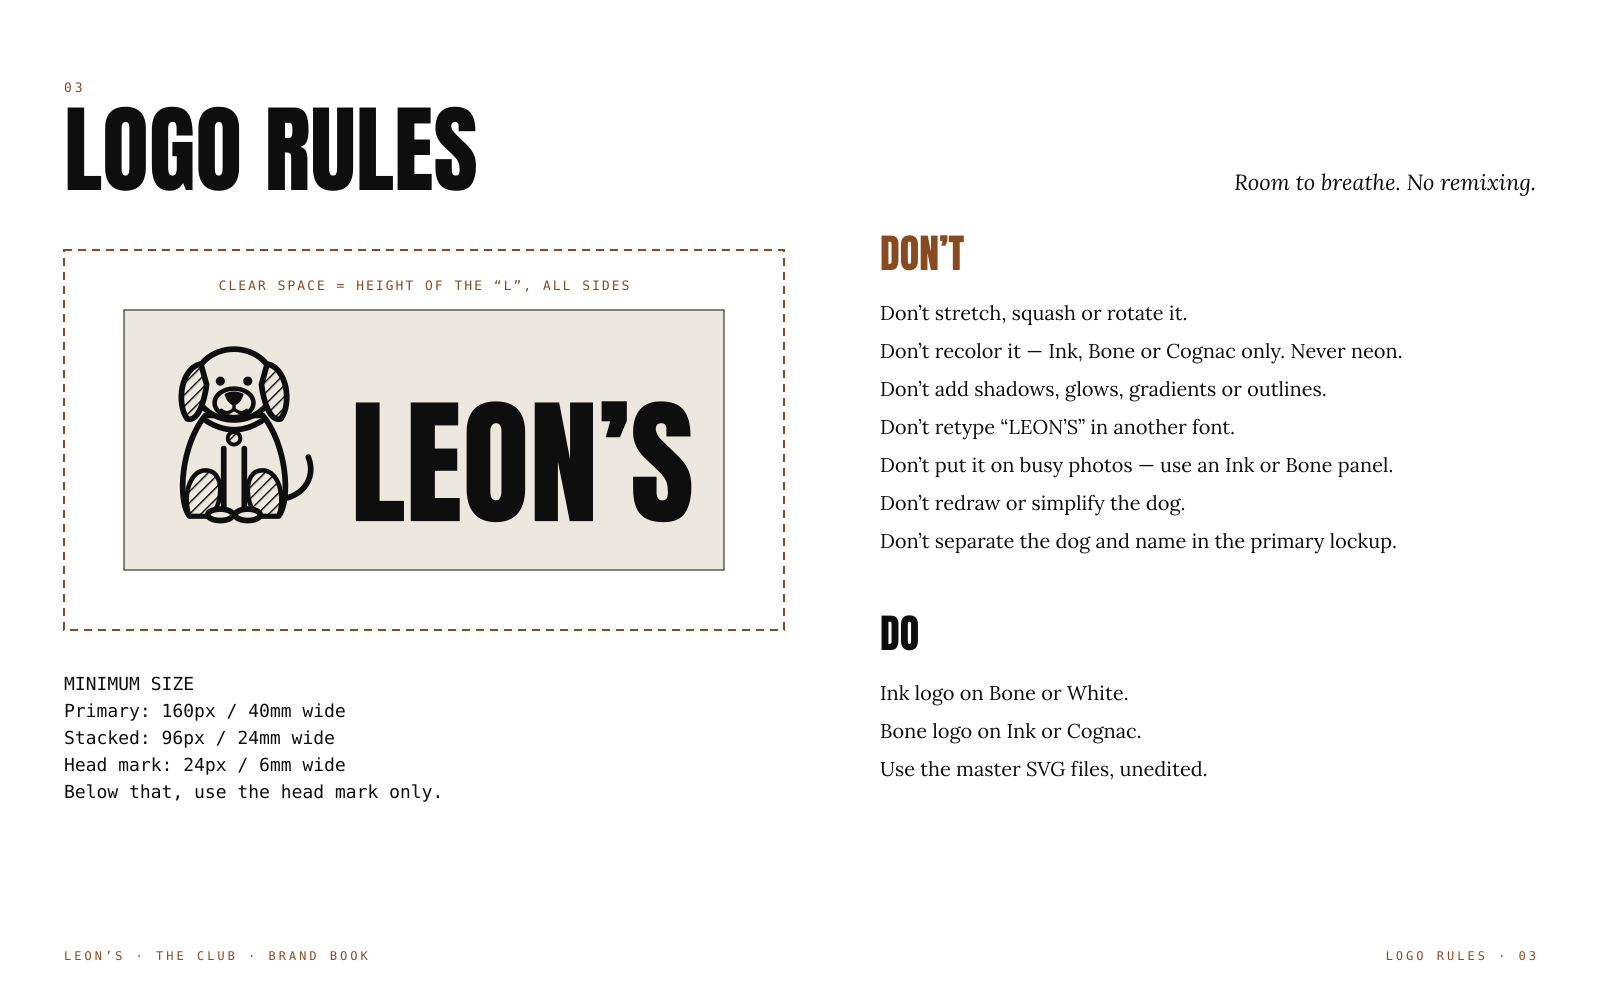 03
LOGO RULES
Room to breathe. No remixing.
CLEAR SPACE = HEIGHT OF THE “L”, ALL SIDES
LEON’S
MINIMUM SIZE
Primary: 160px / 40mm wide
Stacked: 96px / 24mm wide
Head mark: 24px / 6mm wide
Below that, use the head mark only.
DON’T
Don’t stretch, squash or rotate it.
Don’t recolor it — Ink, Bone or Cognac only. Never neon.
Don’t add shadows, glows, gradients or outlines.
Don’t retype “LEON’S” in another font.
Don’t put it on busy photos — use an Ink or Bone panel.
Don’t redraw or simplify the dog.
Don’t separate the dog and name in the primary lockup.
DO
Ink logo on Bone or White.
Bone logo on Ink or Cognac.
Use the master SVG files, unedited.
LEON’S · THE CLUB · BRAND BOOK
LOGO RULES · 03